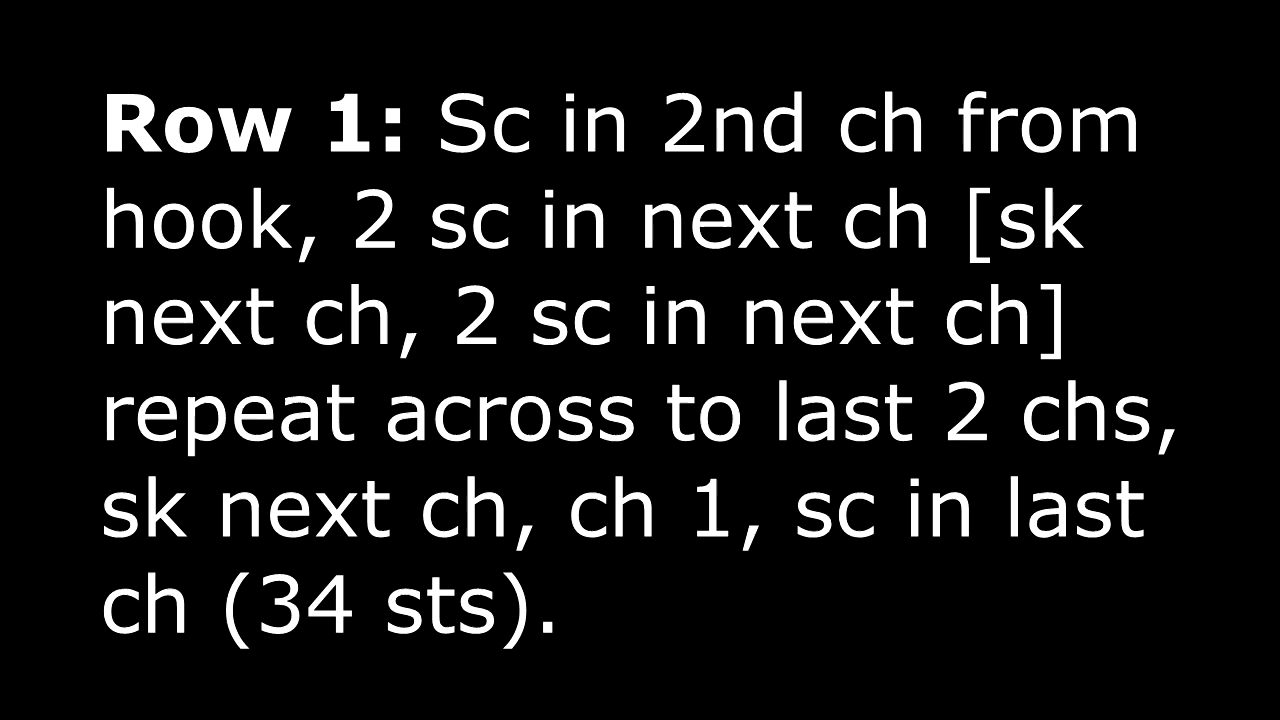 Row 1: Sc in 2nd ch from
hook, 2 sc in next ch [sk
next ch, 2 sc in next ch]
repeat across to last 2 chs,
sk next ch, ch 1, sc in last
ch (34 sts).